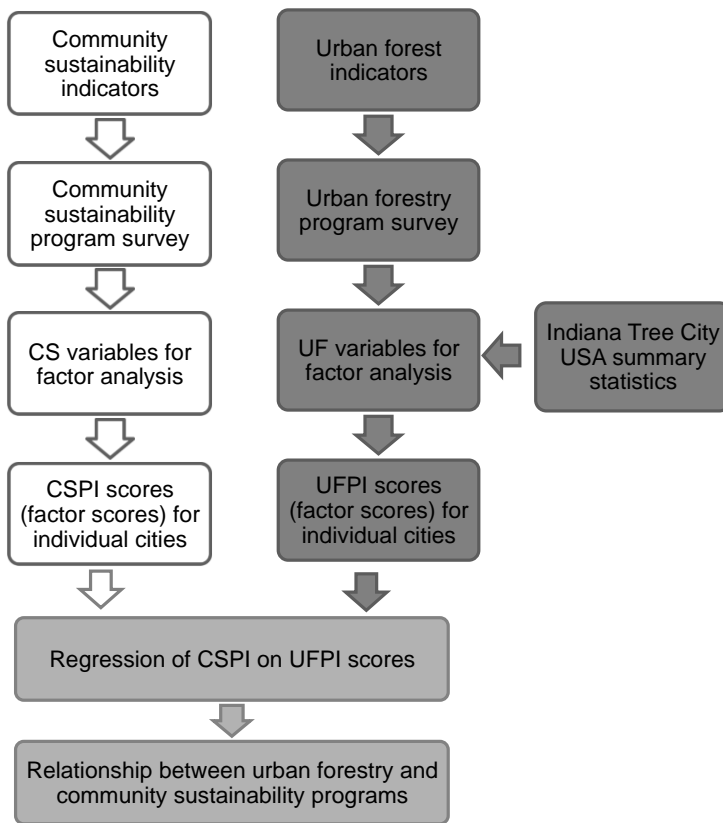 Community
sustainability
indicators
Urban forest
indicators
Community
sustainability
program survey
Urban forestry
program survey
CS variables for
factor analysis
UF variables for
factor analysis
Indiana Tree City
USA summary
statistics
CSPI scores
(factor scores) for
individual cities
UFPI scores
(factor scores) for
individual cities
Regression of CSPI on UFPI scores
Relationship between urban forestry and
community sustainability programs